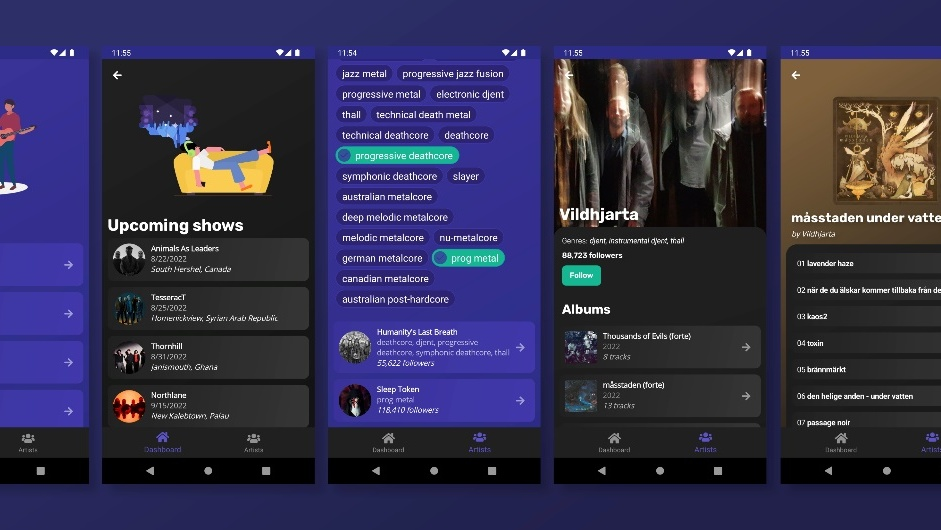 Artists
11:55
Upcoming shows
Animals As Leaders
8/22/2022
South Hershel, Canada
TesseracT
8/25/2022
Homenickview, Syrian Arab Republic
Thornhill
8/31/2022
Janismouth, Ghana
Northlane
9/15/2022
New Kalebtown, Palau
Dashboard
Artists
11:54
jazz metal progressive jazz fusion
progressive metal electronic djent
thall technical death metal
technical deathcore deathcore
progressive deathcore
symphonic deathcore slayer
australian metalcore
deep melodic metalcore
melodic metalcore nu-metalcore
german metalcore prog metal
canadian metalcore
australian post-hardcore
Humanity's Last Breath
deathcore, djent, progressive
deathcore, symphonic deathcore, thall
55,622 followers
Sleep Token
prog metal
118,410 followers
Dashboard
Artists
11:55
Vildhjarta
Genres: djent, instrumental djent, thall
88,723 followers
Follow
Albums
Thousands of Evils (forte)
2022
8 tracks
måsstaden (forte)
2022
13 tracks
Dashboard
Artists
11:55
måsstaden under vatte
by Vildhjarta
01 lavender haze
02 när de du älskar kommer tillbaka från de
03 kaos2
04 toxin
05 brännmärkt
06 den helige anden - under vatten
07 passage noir
Dashboard
Artists